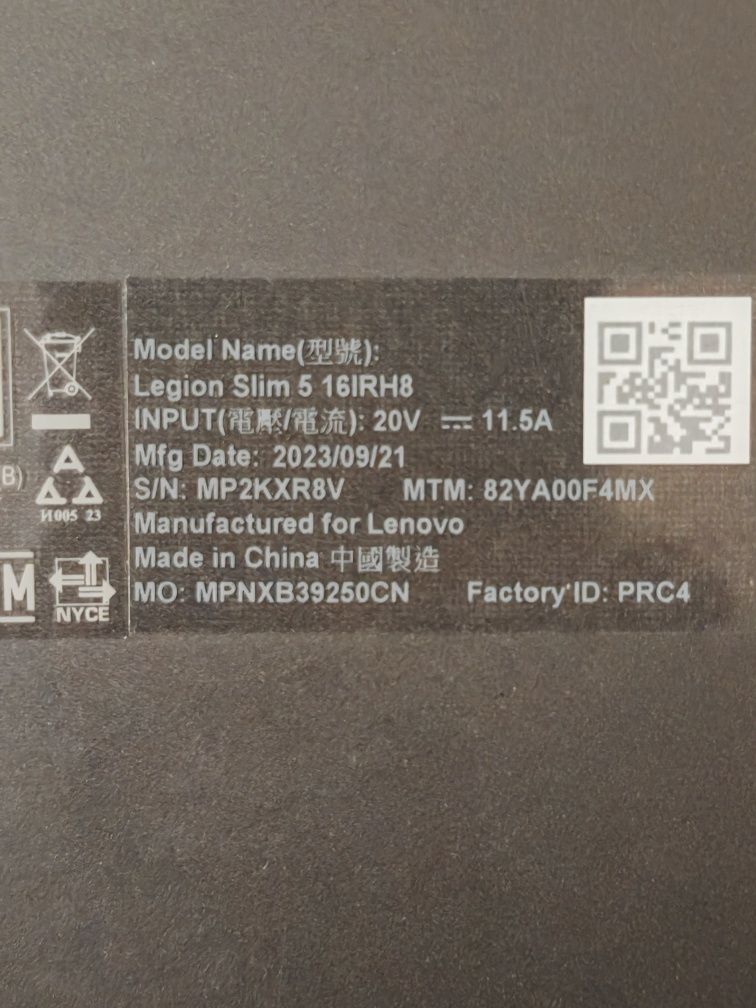 Model Name(型號):
Legion Slim 5 16IRH8
INPUT(電壓/電流): 20V ⎓ 11.5A
Mfg Date: 2023/09/21
S/N: MP2KXR8V MTM: 82YA00F4MX
Manufactured for Lenovo
Made in China 中國製造
MO: MPNXB39250CN Factory ID: PRC4
B)
И005 23
M
NYCE